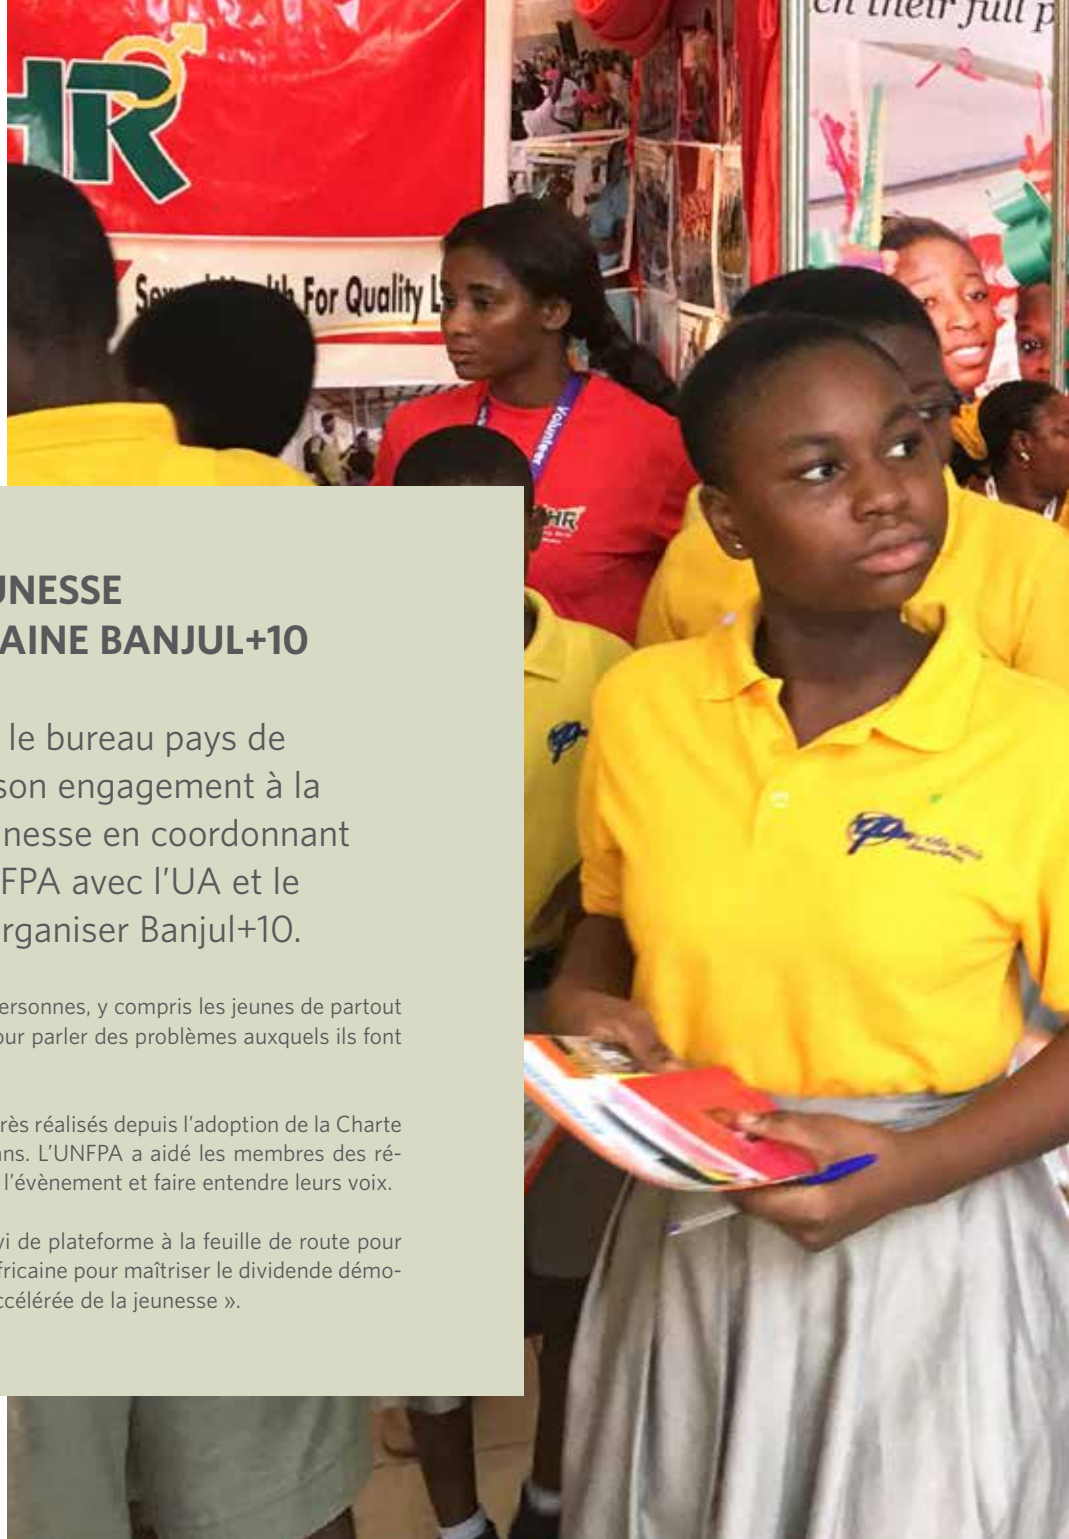 en their full p
HR
For Quality L
Volunteer
HR
UNESSE
AINE BANJUL+10
le bureau pays de
son engagement à la
nesse en coordonnant
FPA avec l'UA et le
rganiser Banjul+10.
ersonnes, y compris les jeunes de partout
our parler des problèmes auxquels ils font
rès réalisés depuis l'adoption de la Charte
ans. L'UNFPA a aidé les membres des ré-
l'évènement et faire entendre leurs voix.
vi de plateforme à la feuille de route pour
fricaine pour maîtriser le dividende démo-
ccélérée de la jeunesse ».